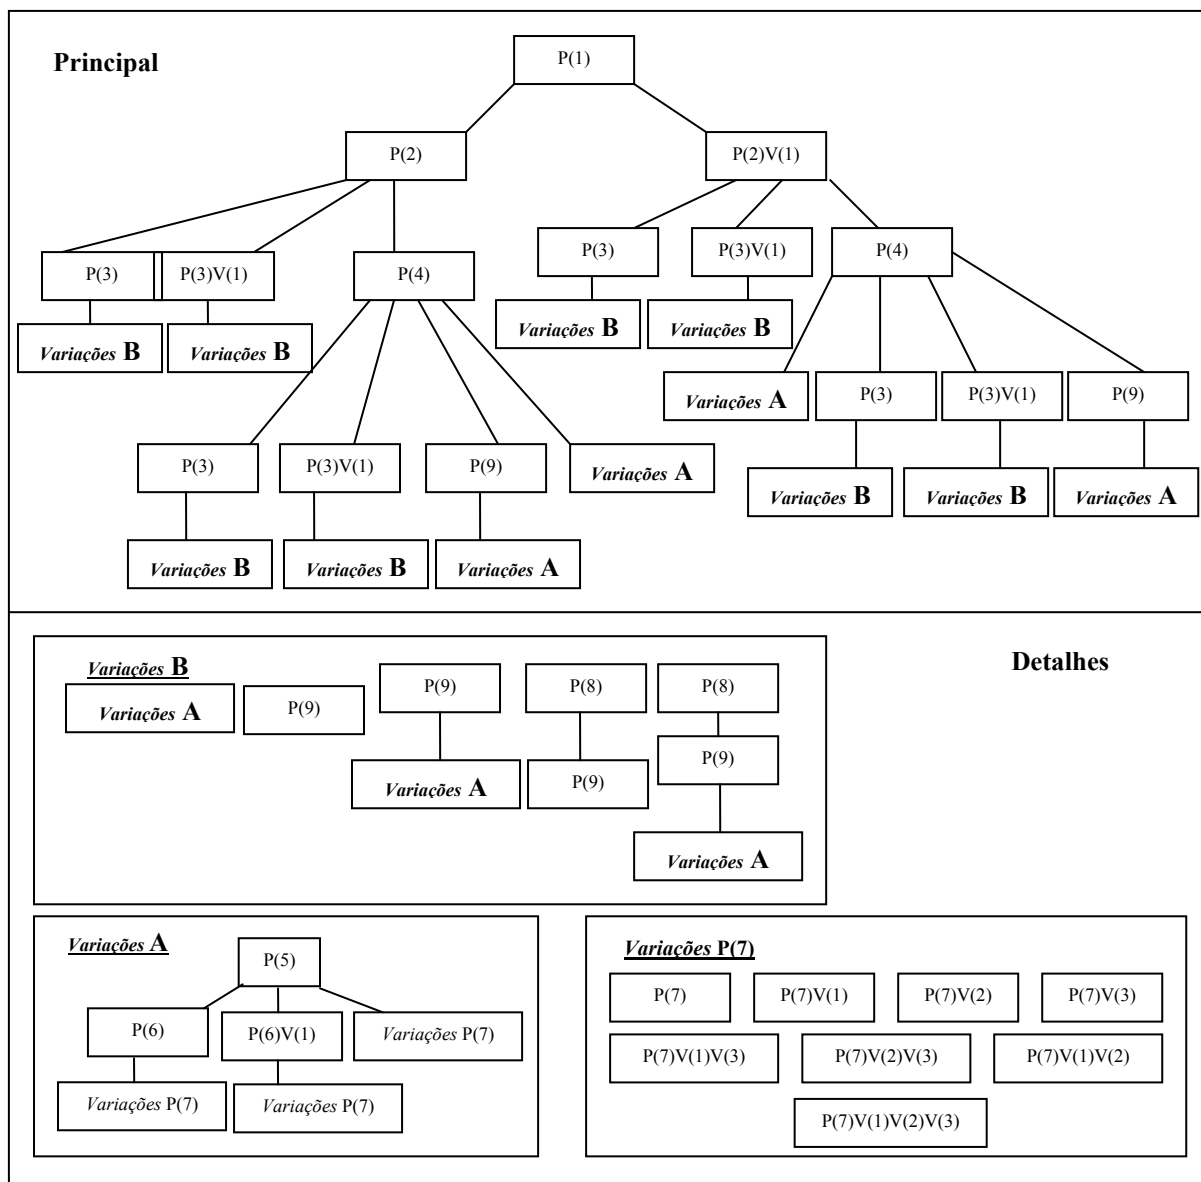 Principal
P(1)
P(2)
P(2)V(1)
P(3)
P(3)V(1)
P(4)
P(3)
P(3)V(1)
P(4)
Variações B
Variações B
Variações B
Variações B
Variações A
P(3)
P(3)V(1)
P(9)
P(3)
P(3)V(1)
P(9)
Variações A
Variações B
Variações B
Variações A
Variações B
Variações B
Variações A
Detalhes
Variações B
Variações A
P(9)
P(9)
P(8)
P(8)
Variações A
P(9)
P(9)
Variações A
Variações A
P(5)
P(6)
P(6)V(1)
Variações P(7)
Variações P(7)
Variações P(7)
Variações P(7)
P(7)
P(7)V(1)
P(7)V(2)
P(7)V(3)
P(7)V(1)V(3)
P(7)V(2)V(3)
P(7)V(1)V(2)
P(7)V(1)V(2)V(3)